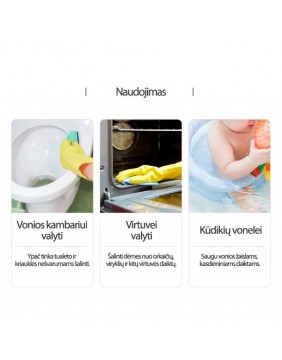 Naudojimas
Vonios kambariui
valyti
Ypač tinka tualeto ir
kriauklės nešvarumams šalinti.
Virtuvei
valyti
Šalinti dėmes nuo orkaičių,
viryklių ir kitų virtuvės dalių.
Kūdikių vonelei
Saugu vonios žaislams,
kasdieniniams daiktams.